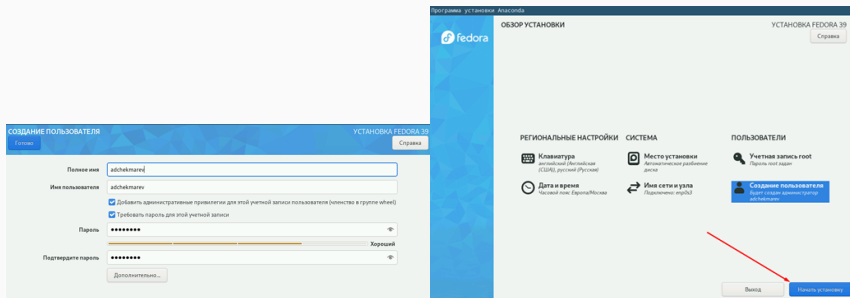 СОЗДАНИЕ ПОЛЬЗОВАТЕЛЯ
УСТАНОВКА FEDORA 39
Готово
Справка
Полное имя
adchekmarev
Имя пользователя
adchekmarev
Добавить административные привилегии для этой учетной записи пользователя (членство в группе wheel)
Требовать пароль для этой учетной записи
Пароль
••••••••
Хороший
Подтвердите пароль
••••••••
Дополнительно...
Программа установки Anaconda
fedora
ОБЗОР УСТАНОВКИ
УСТАНОВКА FEDORA 39
Справка
РЕГИОНАЛЬНЫЕ НАСТРОЙКИ
Клавиатура
английский (Английская
(США)), русский (Русская)
Дата и время
Часовой пояс Европа/Москва
СИСТЕМА
Место установки
Автоматическое разбиение
диска
Имя сети и узла
Подключено: enp0s3
ПОЛЬЗОВАТЕЛИ
Учетная запись root
Пароль root задан
Создание пользователя
Будет создан администратор
adchekmarev
Выход
Начать установку